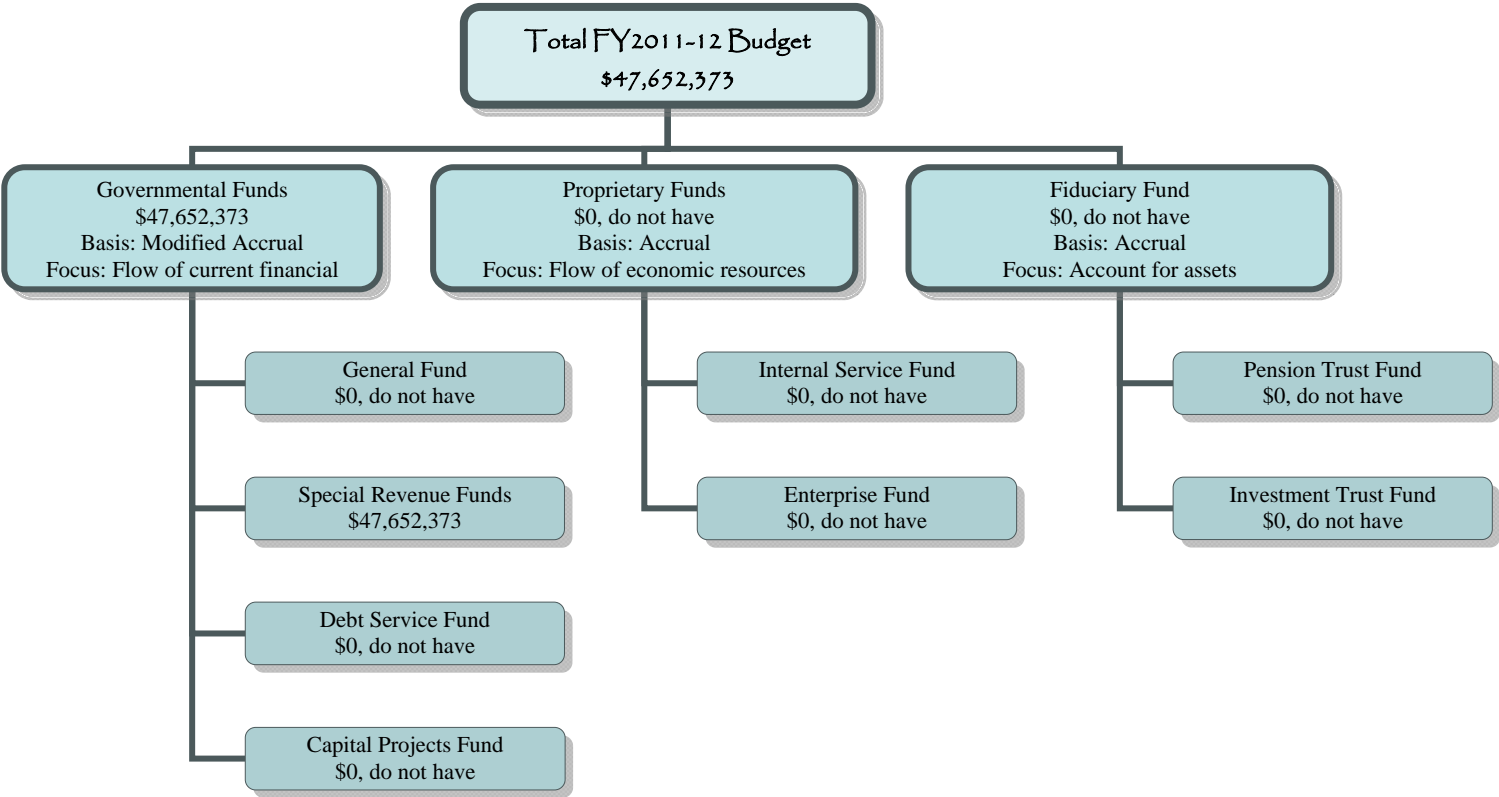 Total FY2011-12 Budget
$47,652,373
Governmental Funds
$47,652,373
Basis: Modified Accrual
Focus: Flow of current financial
Proprietary Funds
$0, do not have
Basis: Accrual
Focus: Flow of economic resources
Fiduciary Fund
$0, do not have
Basis: Accrual
Focus: Account for assets
General Fund
$0, do not have
Special Revenue Funds
$47,652,373
Debt Service Fund
$0, do not have
Capital Projects Fund
$0, do not have
Internal Service Fund
$0, do not have
Enterprise Fund
$0, do not have
Pension Trust Fund
$0, do not have
Investment Trust Fund
$0, do not have